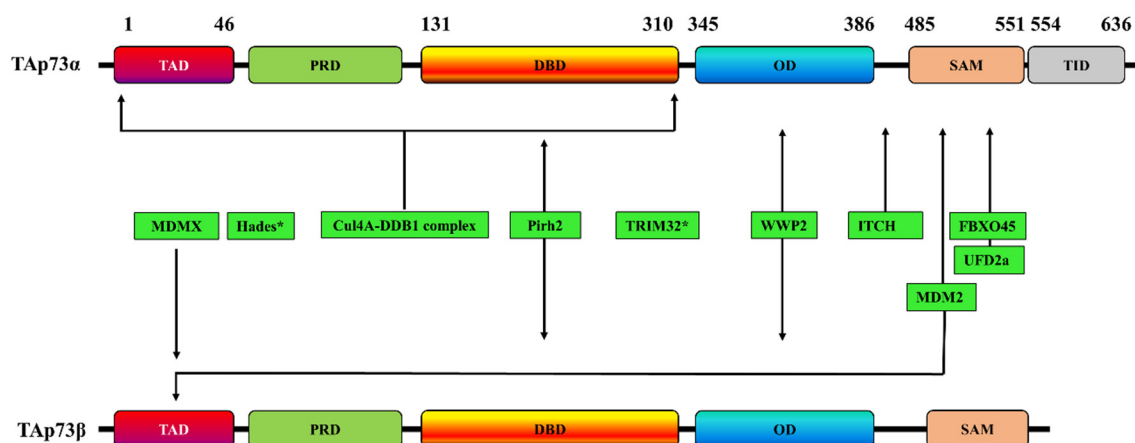 1 46 131 310 345 386 485 551 554 636
TAp73α TAD PRD DBD OD SAM TID
MDMX Hades* Cul4A-DDB1 complex Pirh2 TRIM32* WWP2 ITCH FBXO45
UFD2a
MDM2
TAp73β TAD PRD DBD OD SAM